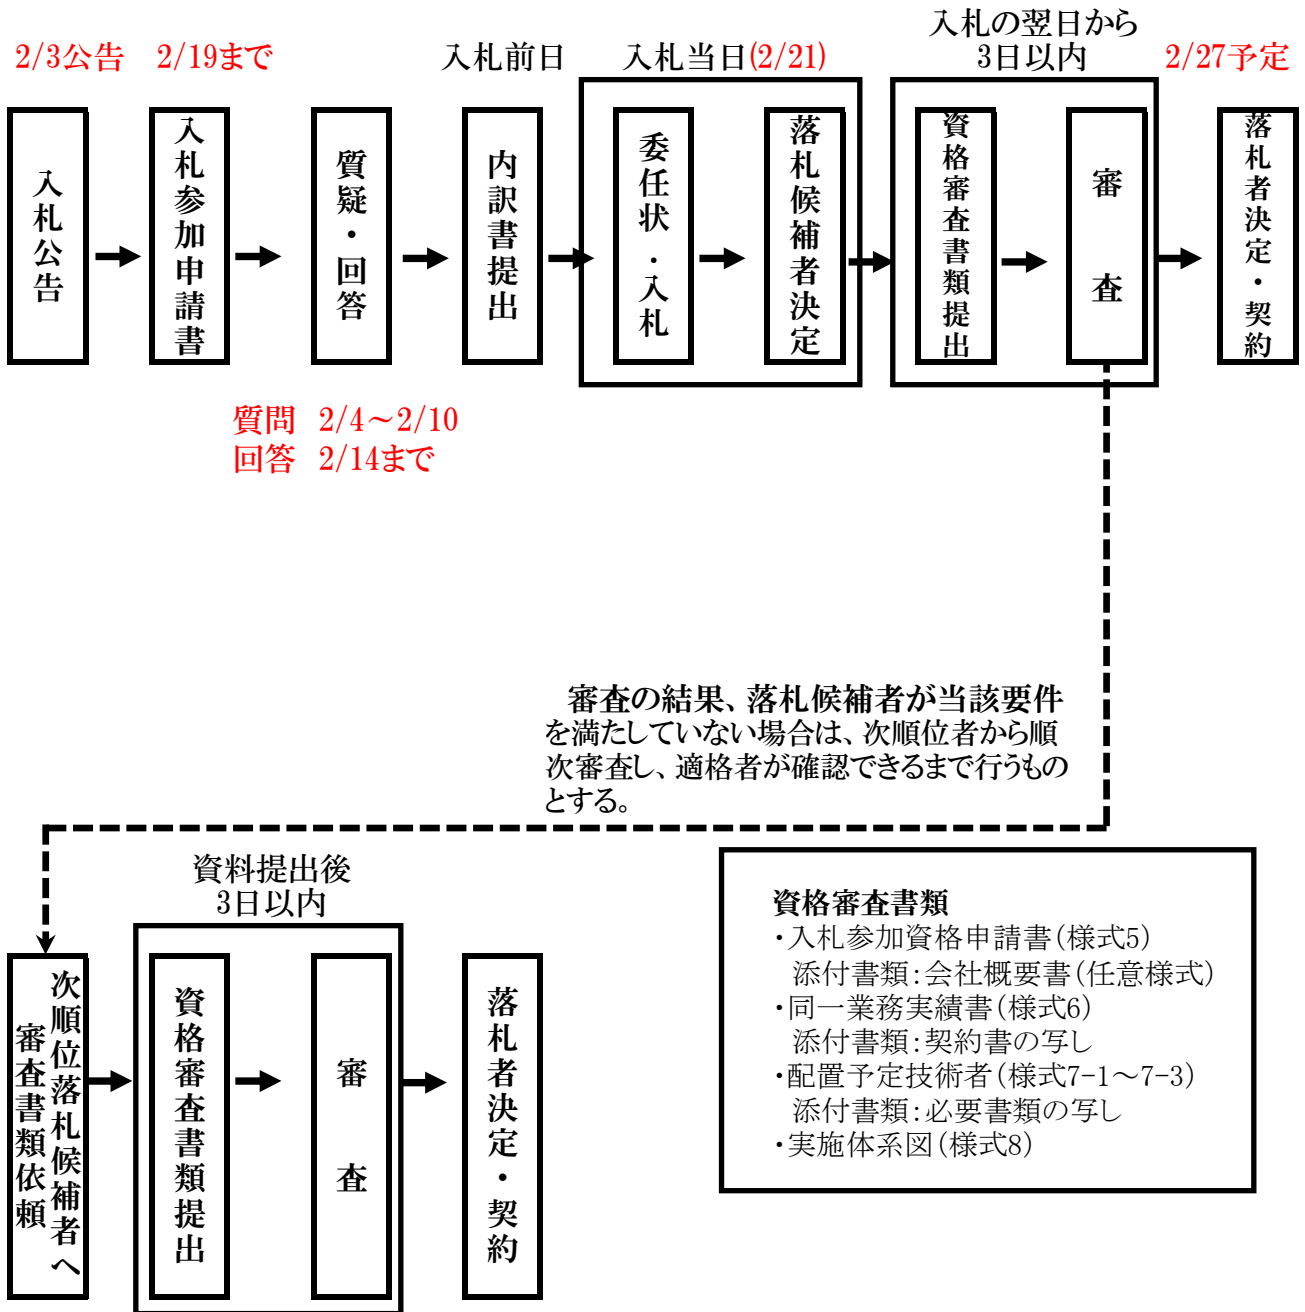 2/3公告
2/19まで
入札前日
入札当日(2/21)
入札の翌日から
3日以内
2/27予定
入札公告
入札参加申請書
質疑・回答
内訳書提出
委任状・入札
落札候補者決定
資格審査書類提出
審査
落札者決定・契約
質問 2/4～2/10
回答 2/14まで
審査の結果、落札候補者が当該要件
を満たしていない場合は、次順位者から順
次審査し、適格者が確認できるまで行うもの
とする。
資料提出後
3日以内
次順位落札候補者へ
審査書類依頼
資格審査書類提出
審査
落札者決定・契約
資格審査書類
・入札参加資格申請書(様式5)
添付書類:会社概要書(任意様式)
・同一業務実績書(様式6)
添付書類:契約書の写し
・配置予定技術者(様式7-1～7-3)
添付書類:必要書類の写し
・実施体系図(様式8)